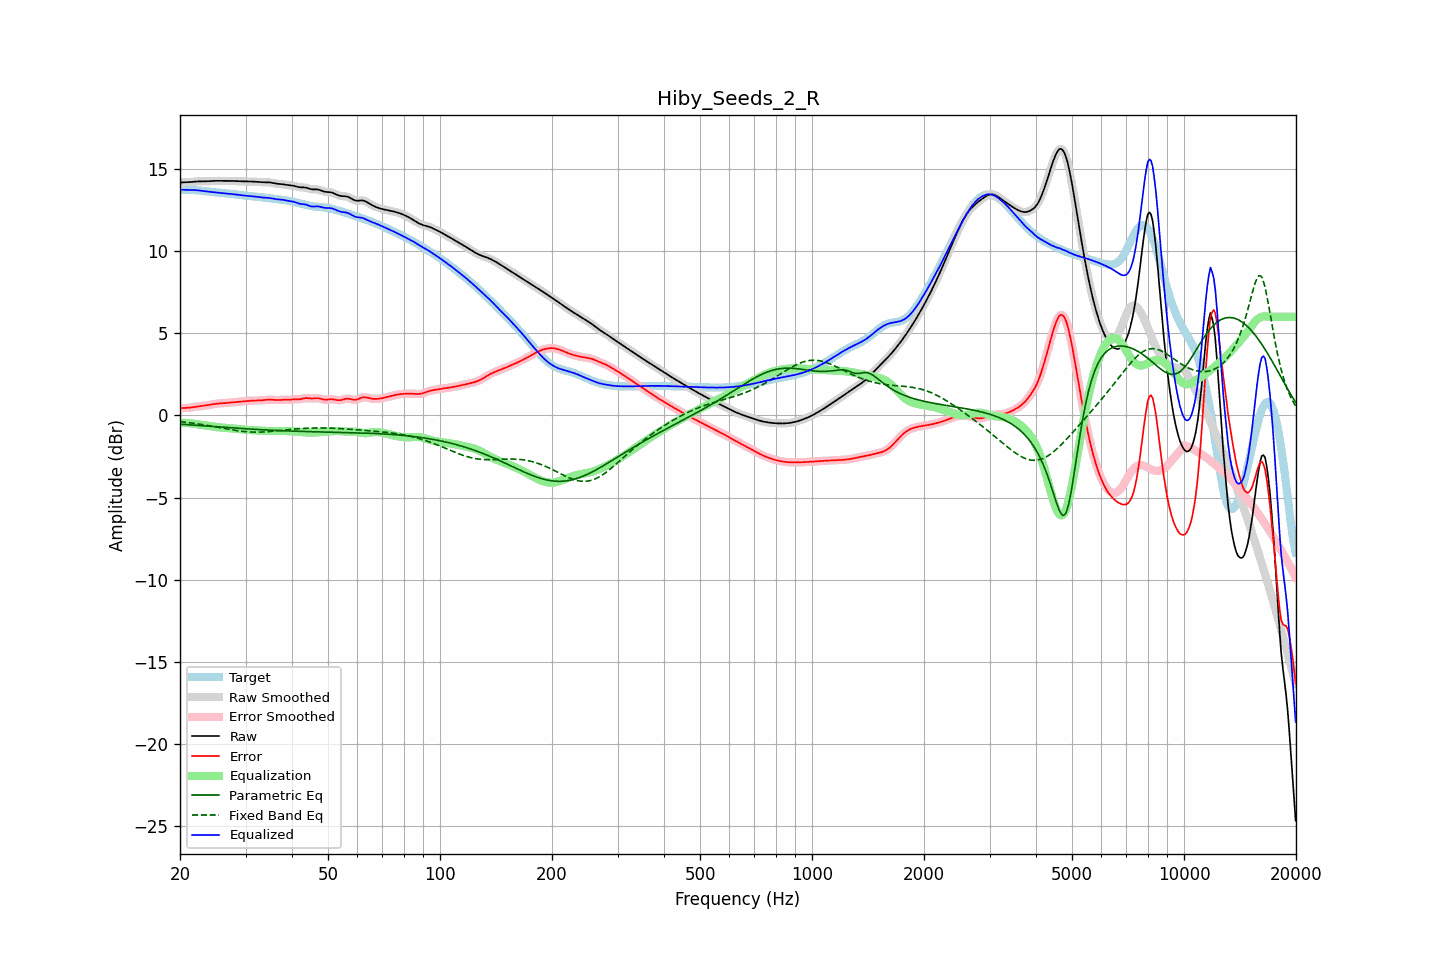 Hiby_Seeds_2_R
Amplitude (dBr)
15
10
5
0
−5
−10
−15
−20
−25
Target
Raw Smoothed
Error Smoothed
Raw
Error
Equalization
Parametric Eq
Fixed Band Eq
Equalized
20 50 100 200 500 1000 2000 5000 10000 20000
Frequency (Hz)